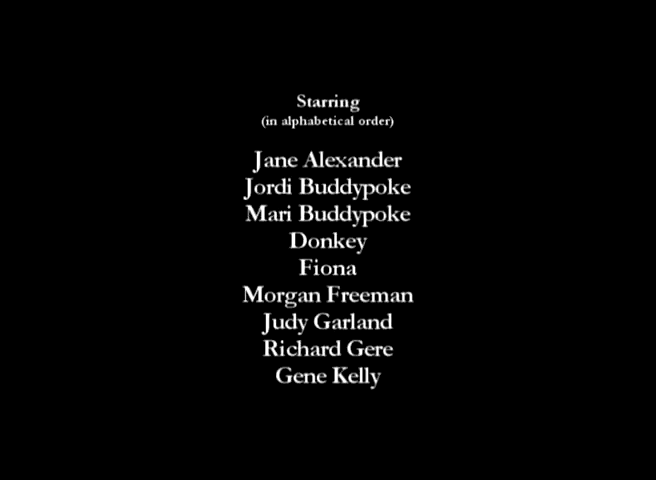 Starring
(in alphabetical order)
Jane Alexander
Jordi Buddypoke
Mari Buddypoke
Donkey
Fiona
Morgan Freeman
Judy Garland
Richard Gere
Gene Kelly